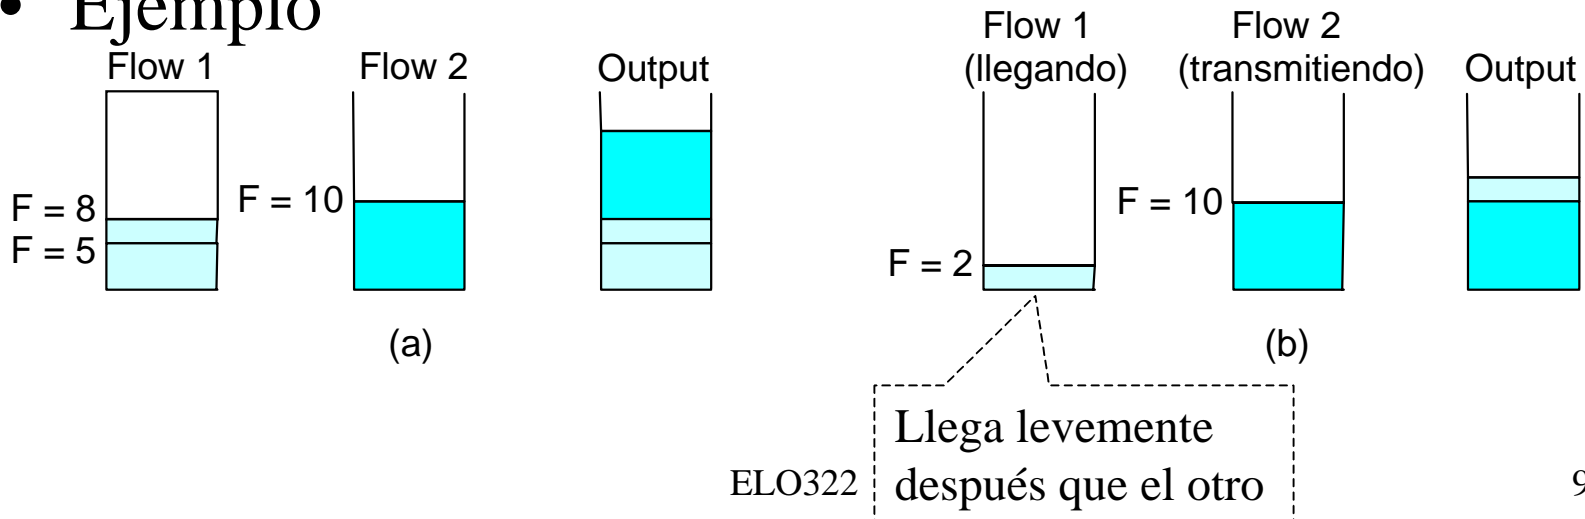 • Ejemplo
Flow 1
Flow 2
Output
F = 8
F = 5
F = 10
(a)
Flow 1
(llegando)
Flow 2
(transmitiendo)
Output
F = 10
F = 2
(b)
Llega levemente
después que el otro
ELO322
9